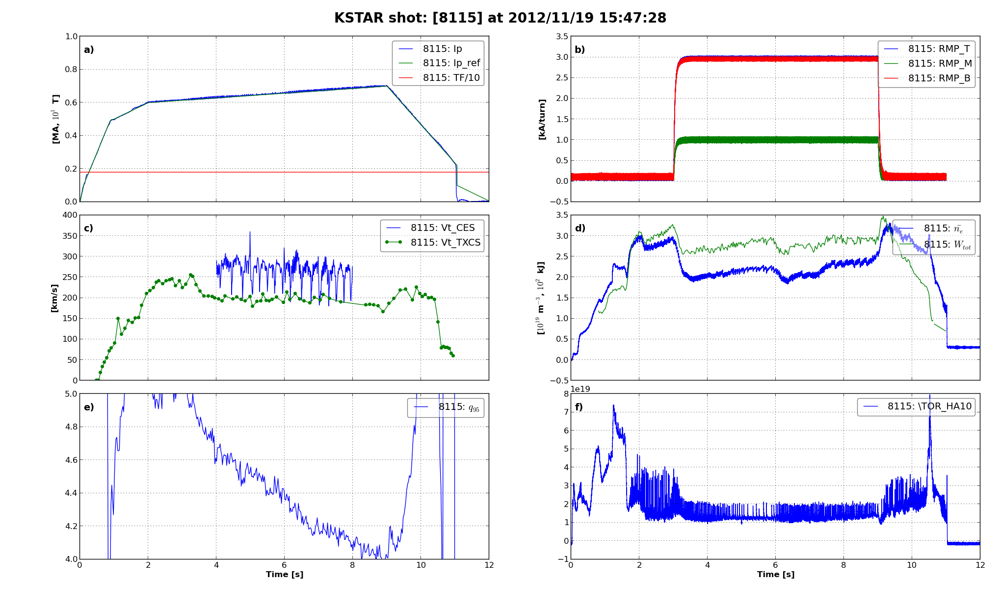 KSTAR shot: [8115] at 2012/11/19 15:47:28
a)
8115: Ip
8115: Ip_ref
8115: TF/10
[MA, 10¹ T]
1.0
0.8
0.6
0.4
0.2
0.0
b)
8115: RMP_T
8115: RMP_M
8115: RMP_B
[kA/turn]
3.5
3.0
2.5
2.0
1.5
1.0
0.5
0.0
−0.5
c)
8115: Vt_CES
8115: Vt_TXCS
[km/s]
400
350
300
250
200
150
100
50
0
d)
8115: n̄ₑ
8115: W_tot
[10¹⁹ m⁻³, 10² kJ]
3.5
3.0
2.5
2.0
1.5
1.0
0.5
0.0
−0.5
e)
8115: q₉₅
5.0
4.8
4.6
4.4
4.2
4.0
0 2 4 6 8 10 12
Time [s]
1e19
f)
8115: \TOR_HA10
8
7
6
5
4
3
2
1
0
−1
0 2 4 6 8 10 12
Time [s]